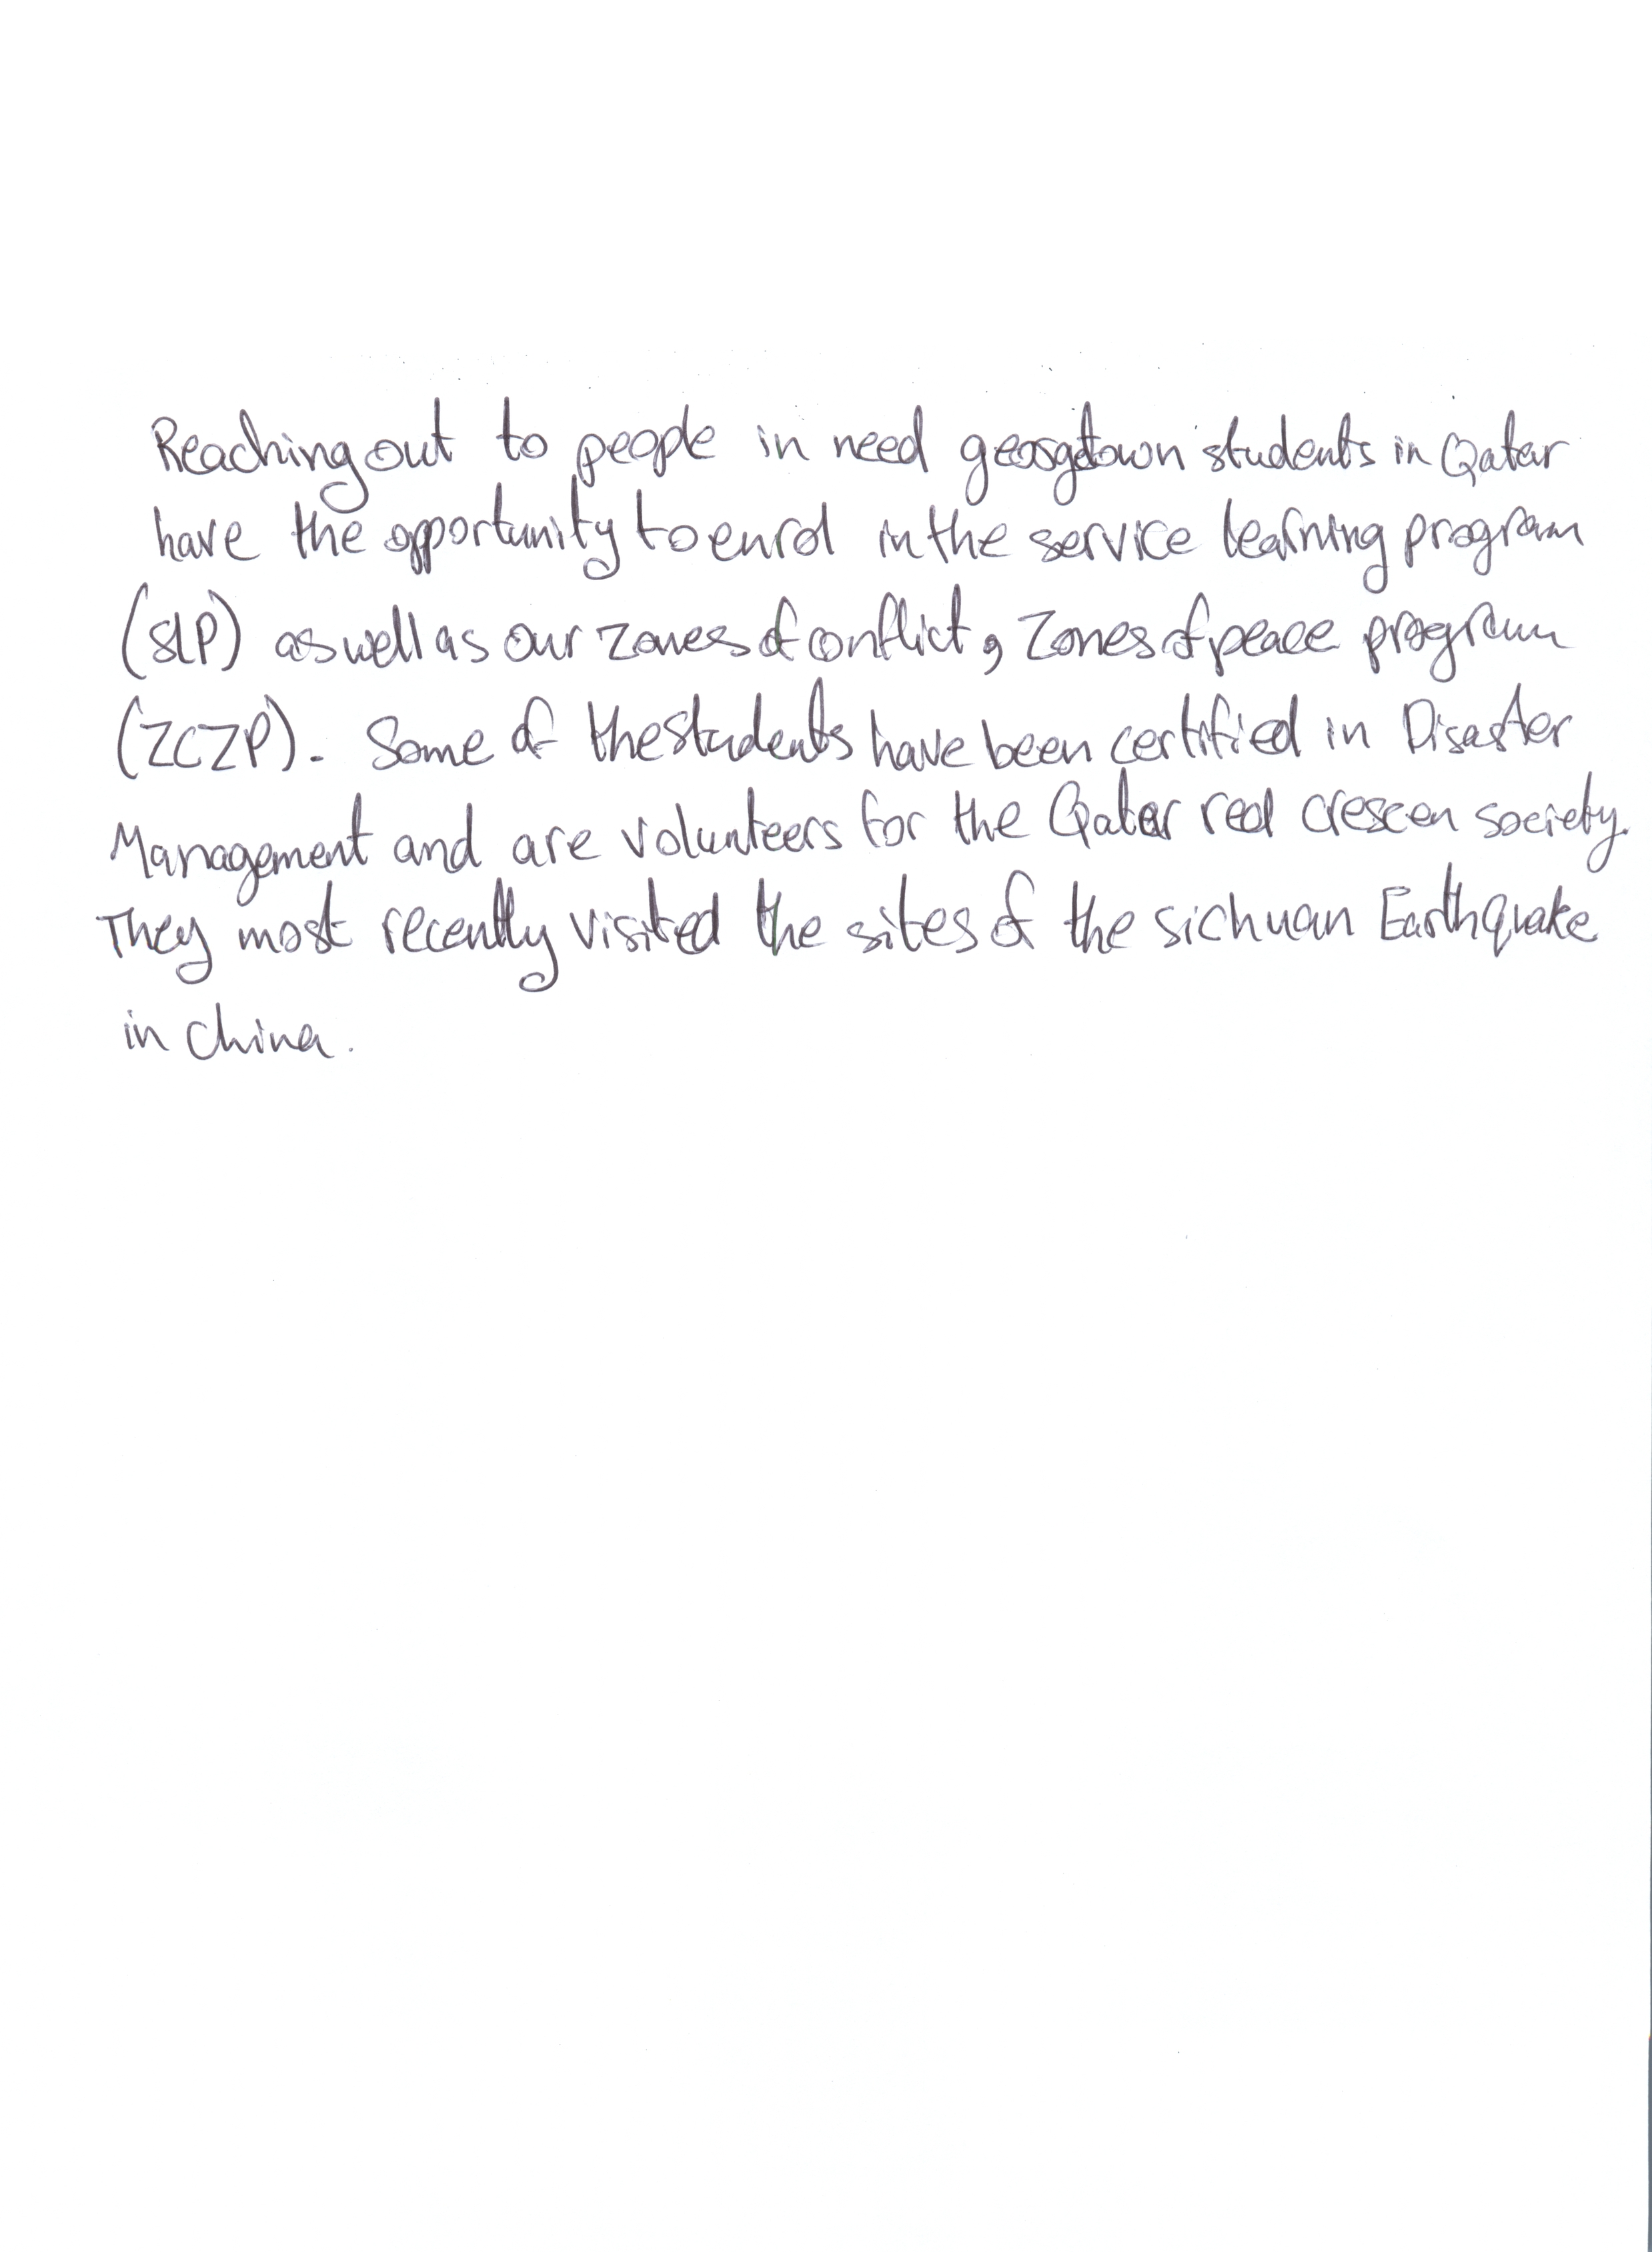 Reaching out to people in need georgetown students in Qatar
have the opportunity to enrol in the service learning program
(SLP) as well as our zones of conflict, Zones of peace program
(ZCZP). Some of the students have been certified in Disaster
Management and are volunteers for the Qatar red crescen society.
They most recently visited the sites of the sichuan Earthquake
in china.